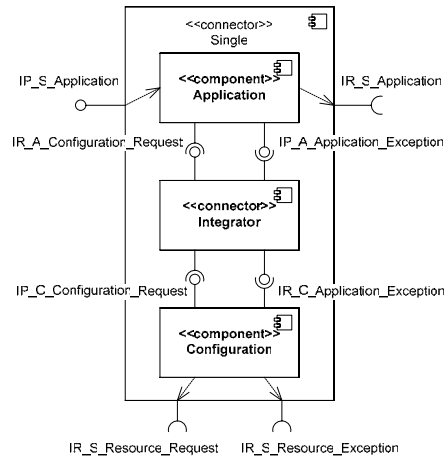 <<connector>>
Single
IP_S_Application
<<component>>
Application
IR_S_Application
IR_A_Configuration_Request
IP_A_Application_Exception
<<connector>>
Integrator
IP_C_Configuration_Request
IR_C_Application_Exception
<<component>>
Configuration
IR_S_Resource_Request
IR_S_Resource_Exception